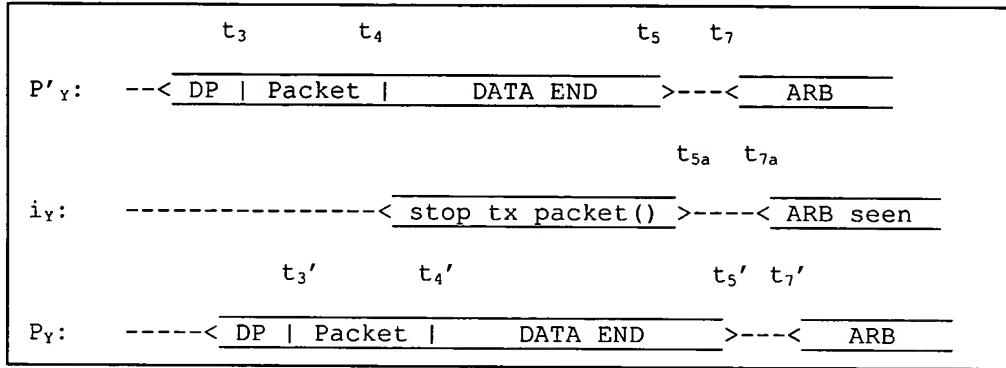 t3 t4 t5 t7
P'Y: --< DP | Packet | DATA END >---< ARB
t5a t7a
iY: ----------------< stop tx packet() >----< ARB seen
t3' t4' t5' t7'
PY: -----< DP | Packet | DATA END >---< ARB